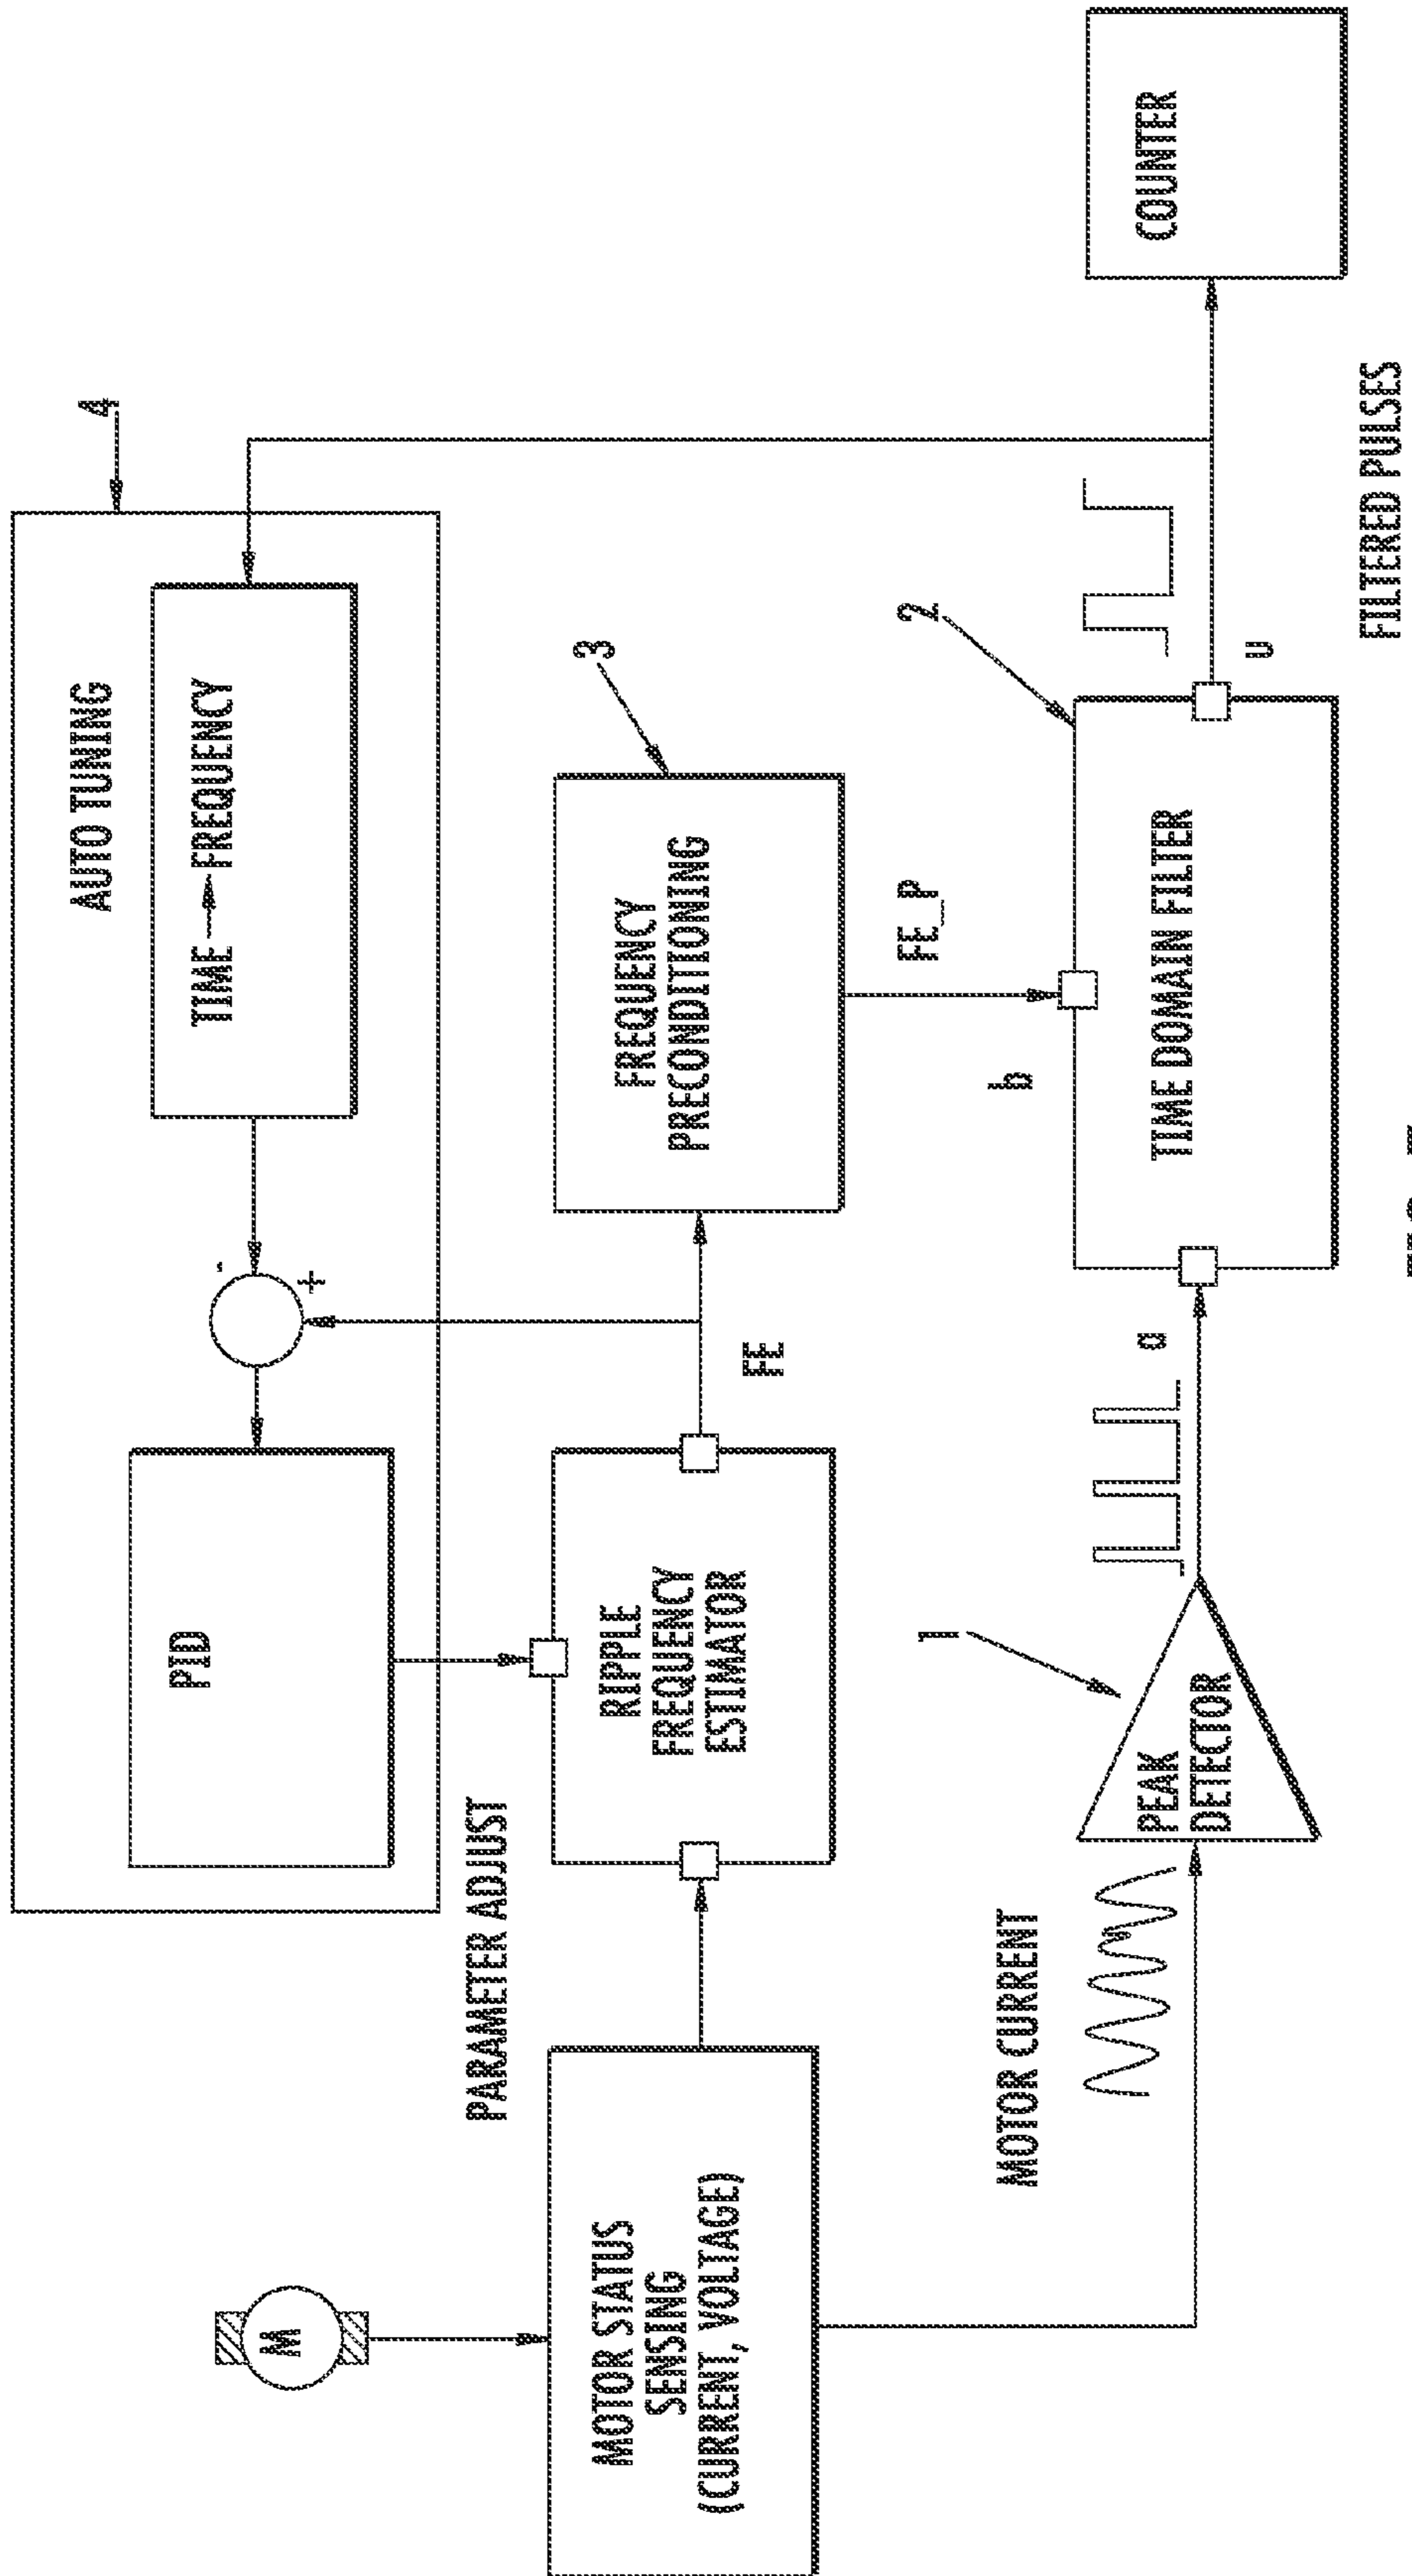 4
AUTO TUNING
PID
-
+
TIME → FREQUENCY
M
PARAMETER ADJUST
MOTOR STATUS
SENSING
(CURRENT, VOLTAGE)
RIPPLE
FREQUENCY
ESTIMATOR
FE
FREQUENCY
PRECONDITIONING
3
FE_P
b
MOTOR CURRENT
1
PEAK
DETECTOR
a
TIME DOMAIN FILTER
2
u
FILTERED PULSES
COUNTER